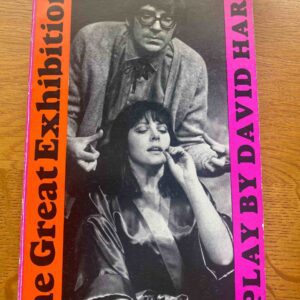 he Great Exhibition
PLAY BY DAVID HAR